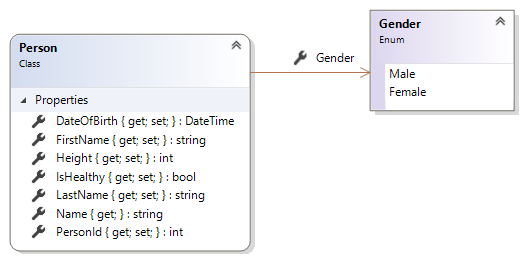 Person
Class
Properties
DateOfBirth { get; set; } : DateTime
FirstName { get; set; } : string
Height { get; set; } : int
IsHealthy { get; set; } : bool
LastName { get; set; } : string
Name { get; } : string
PersonId { get; set; } : int
Gender
Gender
Enum
Male
Female